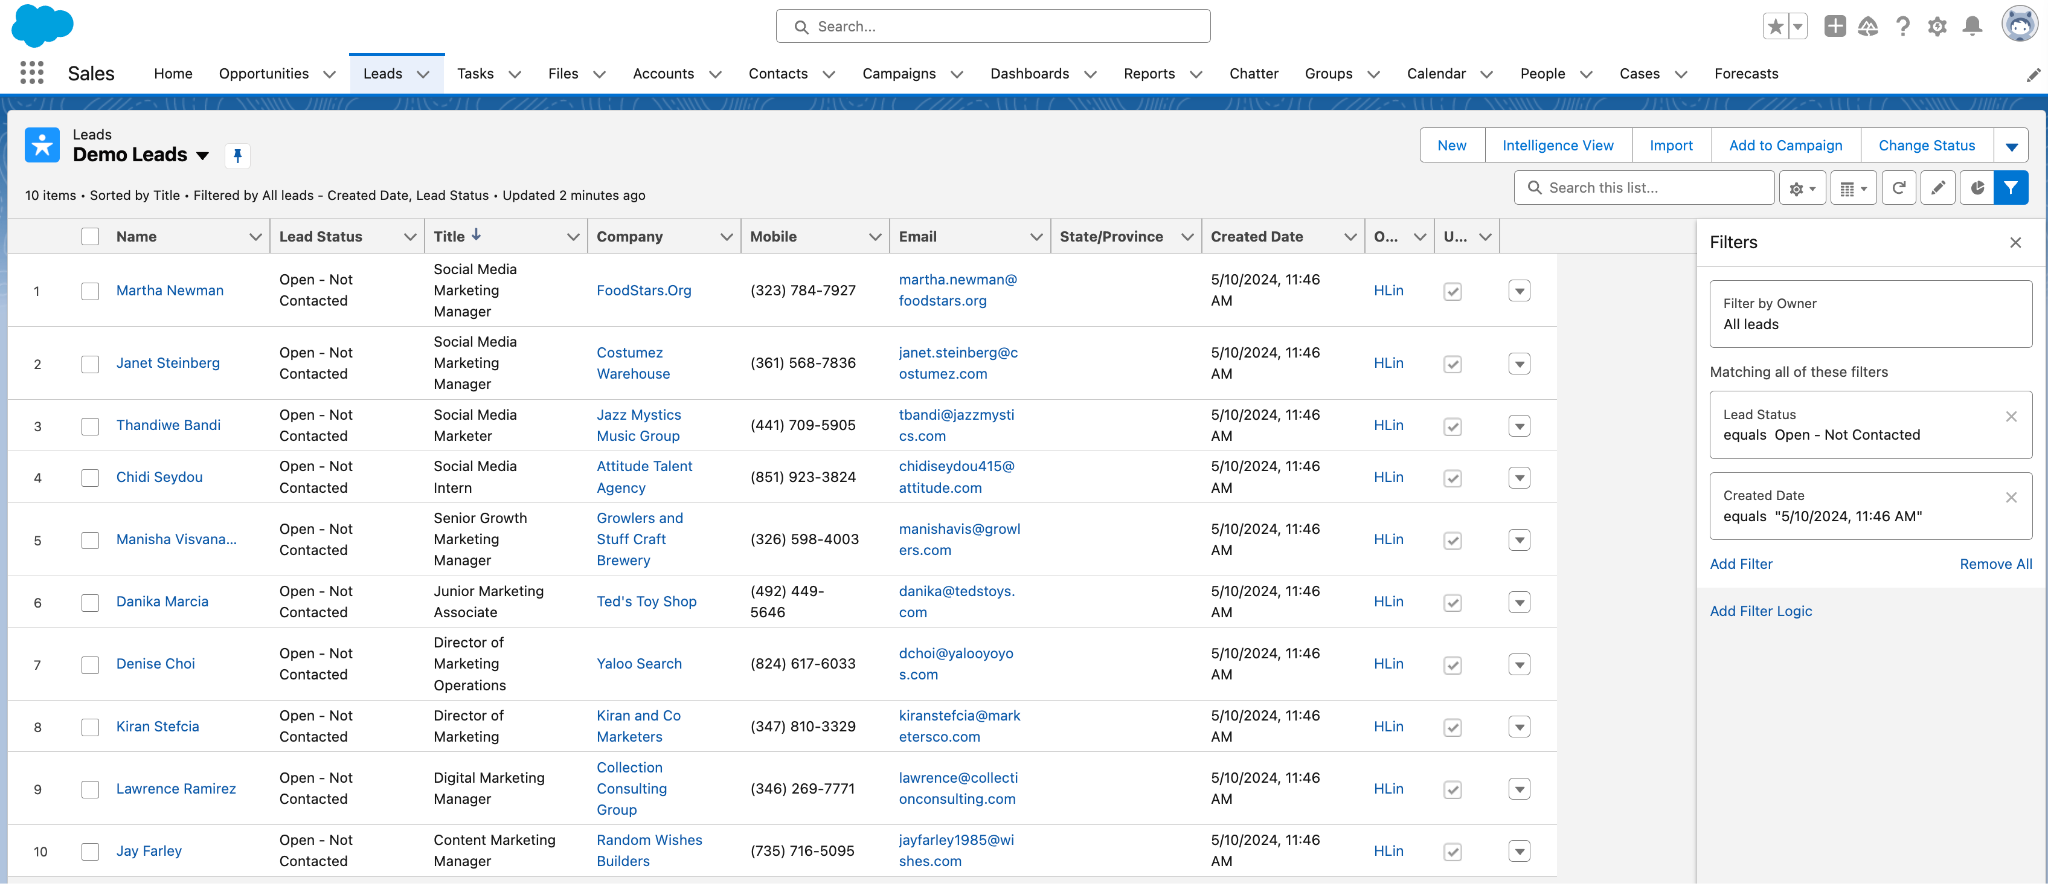 Search...
Sales
Home
Opportunities
Leads
Tasks
Files
Accounts
Contacts
Campaigns
Dashboards
Reports
Chatter
Groups
Calendar
People
Cases
Forecasts
Leads
Demo Leads
New
Intelligence View
Import
Add to Campaign
Change Status
10 items • Sorted by Title • Filtered by All leads - Created Date, Lead Status • Updated 2 minutes ago
Search this list...
Name
Lead Status
Title
Company
Mobile
Email
State/Province
Created Date
O...
U...
1
Martha Newman
Open - Not
Contacted
Social Media
Marketing
Manager
FoodStars.Org
(323) 784-7927
martha.newman@
foodstars.org
5/10/2024, 11:46
AM
HLin
2
Janet Steinberg
Open - Not
Contacted
Social Media
Marketing
Manager
Costumez
Warehouse
(361) 568-7836
janet.steinberg@c
ostumez.com
5/10/2024, 11:46
AM
HLin
3
Thandiwe Bandi
Open - Not
Contacted
Social Media
Marketer
Jazz Mystics
Music Group
(441) 709-5905
tbandi@jazzmysti
cs.com
5/10/2024, 11:46
AM
HLin
4
Chidi Seydou
Open - Not
Contacted
Social Media
Intern
Attitude Talent
Agency
(851) 923-3824
chidiseydou415@
attitude.com
5/10/2024, 11:46
AM
HLin
5
Manisha Visvana...
Open - Not
Contacted
Senior Growth
Marketing
Manager
Growlers and
Stuff Craft
Brewery
(326) 598-4003
manishavis@growl
ers.com
5/10/2024, 11:46
AM
HLin
6
Danika Marcia
Open - Not
Contacted
Junior Marketing
Associate
Ted's Toy Shop
(492) 449-
5646
danika@tedstoys.
com
5/10/2024, 11:46
AM
HLin
7
Denise Choi
Open - Not
Contacted
Director of
Marketing
Operations
Yaloo Search
(824) 617-6033
dchoi@yalooyoyo
s.com
5/10/2024, 11:46
AM
HLin
8
Kiran Stefcia
Open - Not
Contacted
Director of
Marketing
Kiran and Co
Marketers
(347) 810-3329
kiranstefcia@mark
etersco.com
5/10/2024, 11:46
AM
HLin
9
Lawrence Ramirez
Open - Not
Contacted
Digital Marketing
Manager
Collection
Consulting
Group
(346) 269-7771
lawrence@collecti
onconsulting.com
5/10/2024, 11:46
AM
HLin
10
Jay Farley
Open - Not
Contacted
Content Marketing
Manager
Random Wishes
Builders
(735) 716-5095
jayfarley1985@wi
shes.com
5/10/2024, 11:46
AM
HLin
Filters
Filter by Owner
All leads
Matching all of these filters
Lead Status
equals Open - Not Contacted
Created Date
equals "5/10/2024, 11:46 AM"
Add Filter
Remove All
Add Filter Logic